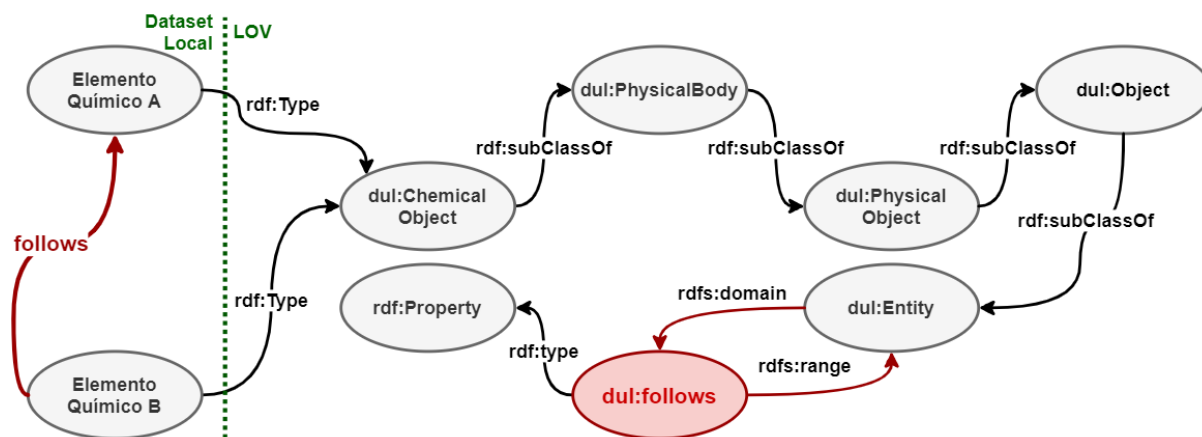 Dataset
Local
LOV
Elemento
Químico A
rdf:Type
dul:PhysicalBody
dul:Object
rdf:subClassOf
rdf:subClassOf
rdf:subClassOf
dul:Chemical
Object
dul:Physical
Object
rdf:subClassOf
follows
rdf:Type
rdf:Property
rdfs:domain
dul:Entity
rdf:type
rdfs:range
Elemento
Químico B
dul:follows